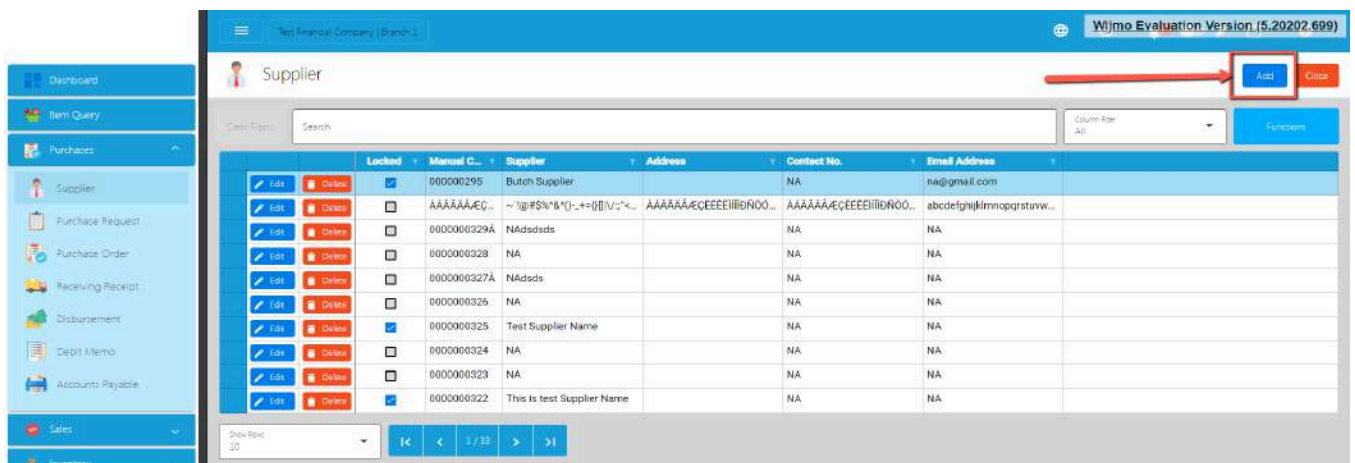 Test Financial Company | Branch 2
Wijmo Evaluation Version (5.20202.699)
Dashboard
Item Query
Purchases
Supplier
Purchase Request
Purchase Order
Receiving Receipt
Disbursement
Debit Memo
Accounts Payable
Sales
Inventory
Supplier
Add
Close
Search
Column Filter
All
Functions
Locked Manual C... Supplier Address Contact No. Email Address
Edit Delete 000000295 Butch Supplier NA na@gmail.com
Edit Delete abcdefghijklmnopqrstuvw...
Edit Delete 0000000329Á NAdsdsds NA NA
Edit Delete 0000000328 NA NA NA
Edit Delete 0000000327À NAdsds NA NA
Edit Delete 0000000326 NA NA NA
Edit Delete 0000000325 Test Supplier Name NA NA
Edit Delete 0000000324 NA NA NA
Edit Delete 0000000323 NA NA NA
Edit Delete 0000000322 This is test Supplier Name NA NA
Show Rows
10
1 / 33